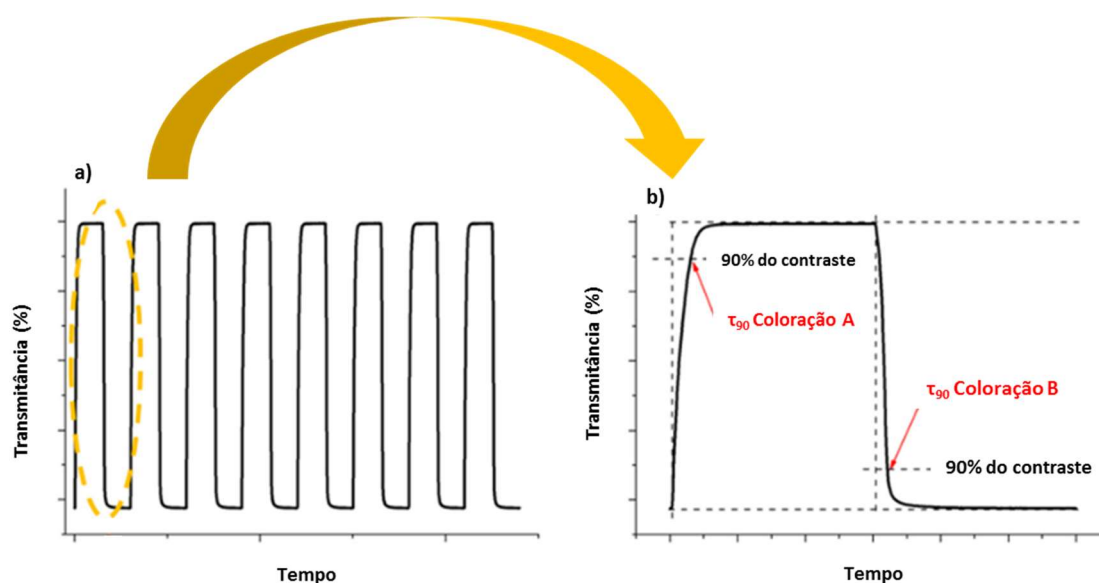 a)
Transmitância (%)
Tempo
b)
Transmitância (%)
90% do contraste
τ90 Coloração A
τ90 Coloração B
90% do contraste
Tempo